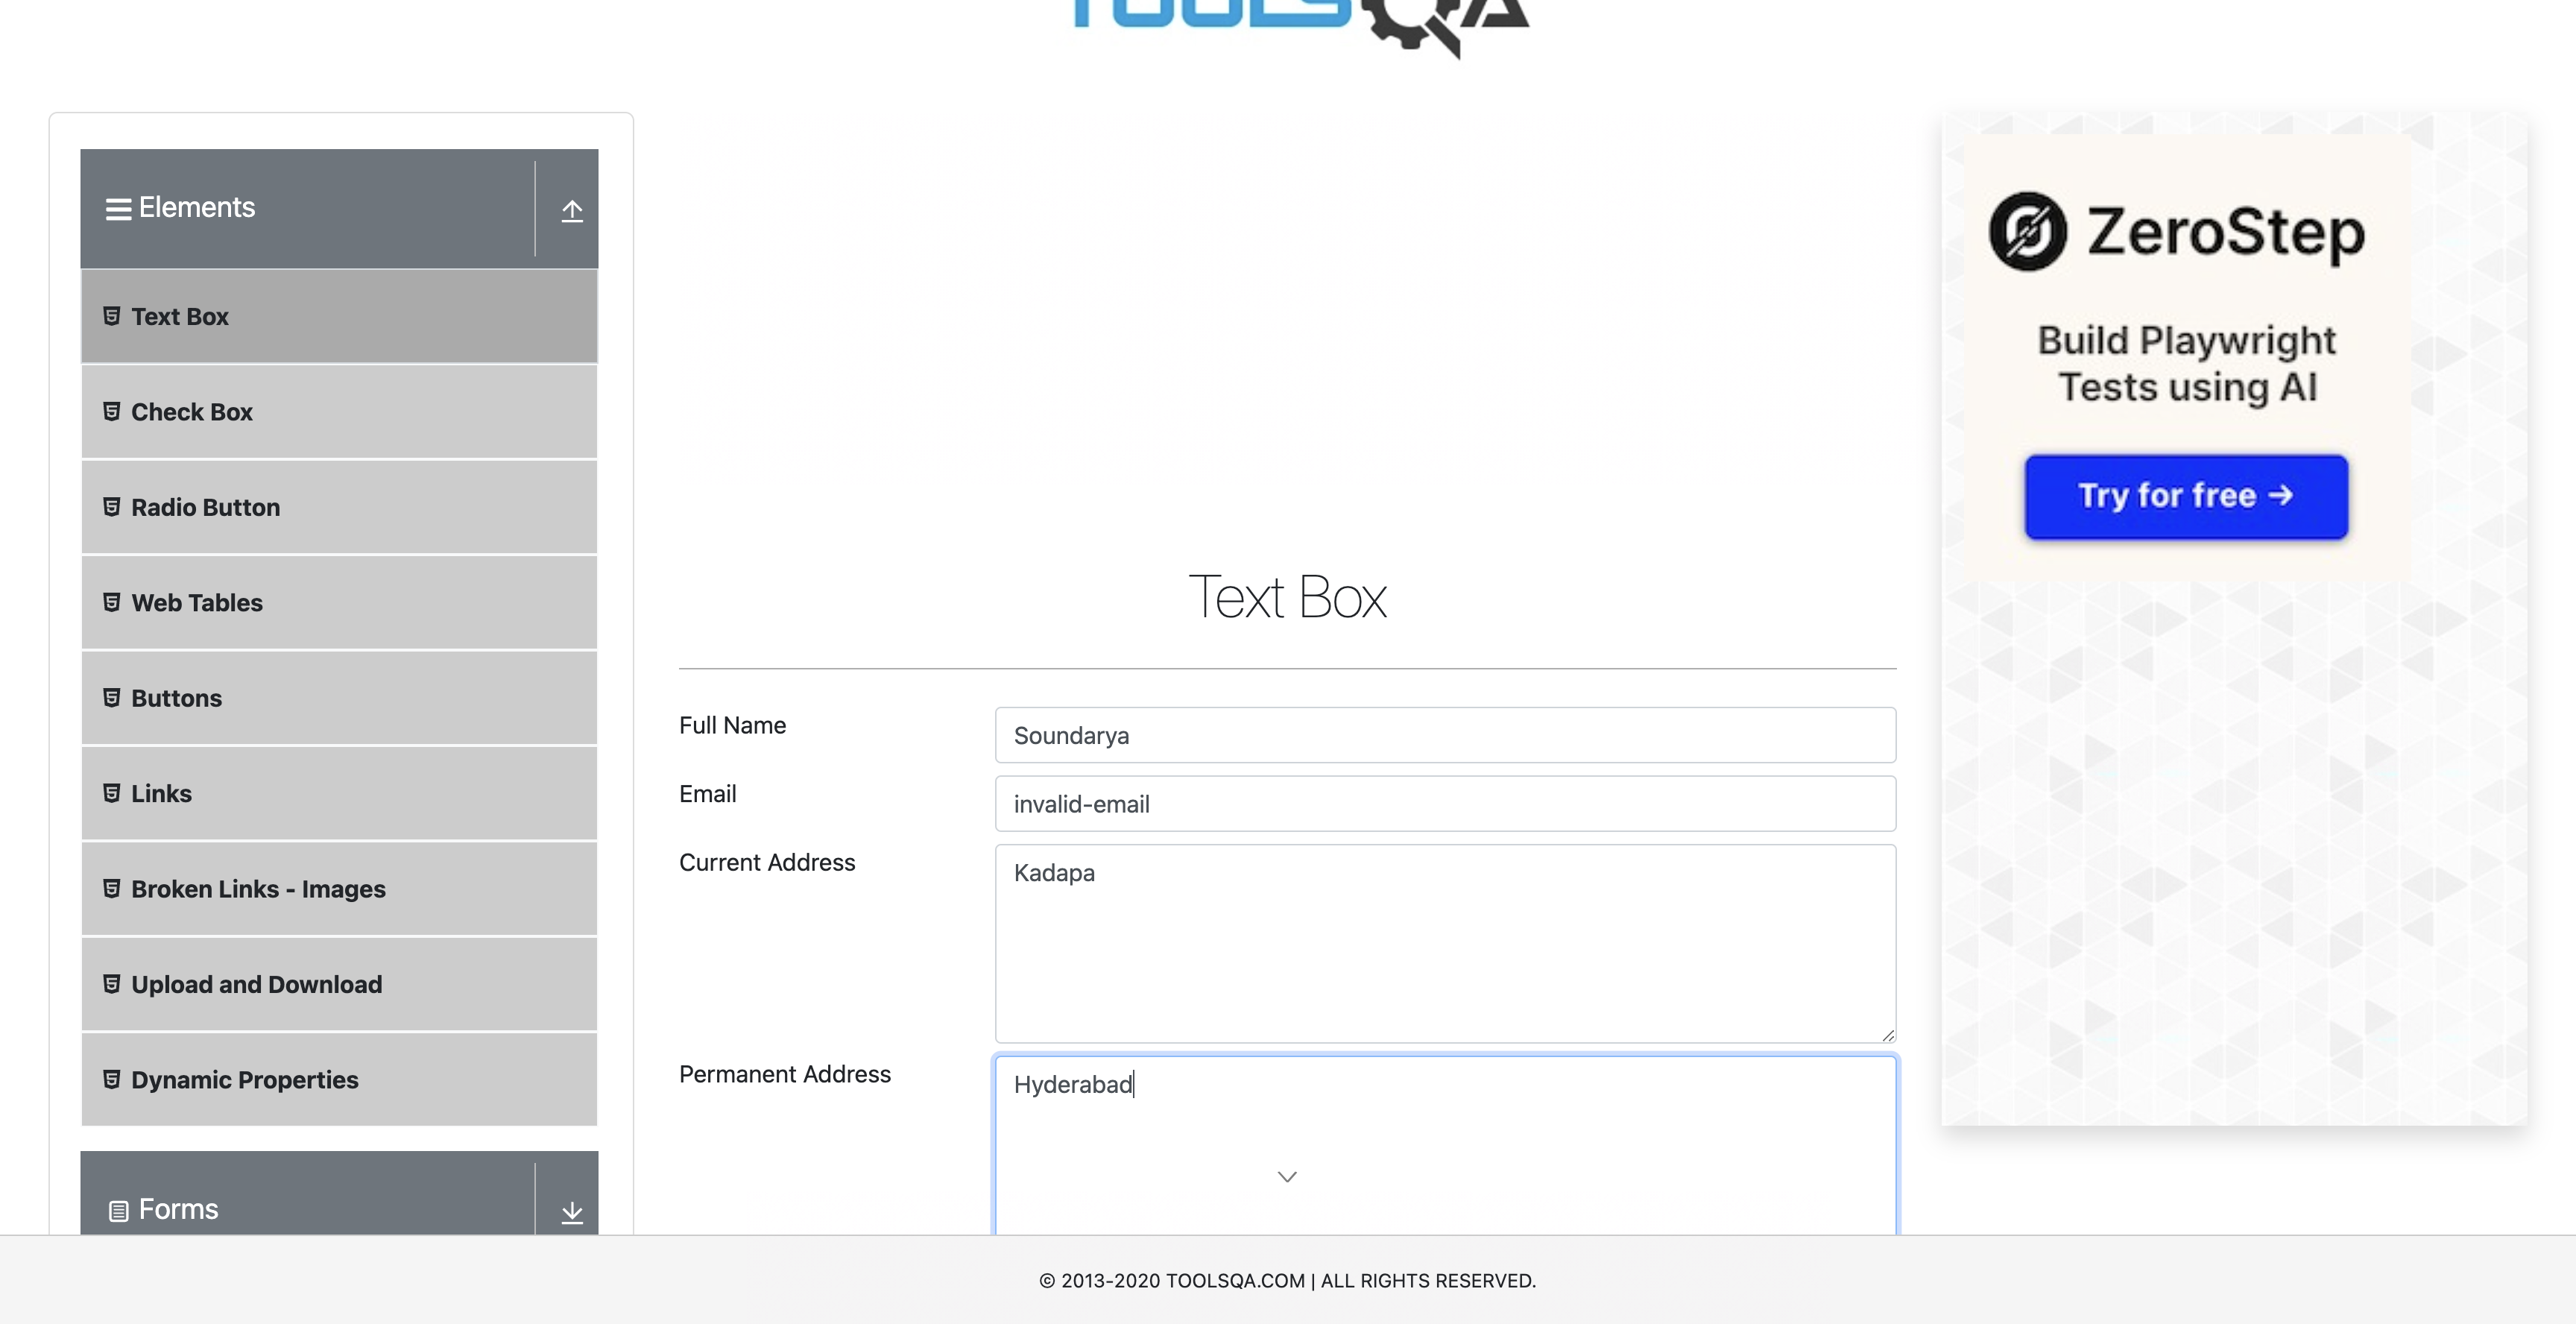 TOOLSQA
Elements
Text Box
Check Box
Radio Button
Web Tables
Buttons
Links
Broken Links - Images
Upload and Download
Dynamic Properties
Forms
Text Box
Full Name
Soundarya
Email
invalid-email
Current Address
Kadapa
Permanent Address
Hyderabad
ZeroStep
Build Playwright
Tests using AI
Try for free →
© 2013-2020 TOOLSQA.COM | ALL RIGHTS RESERVED.